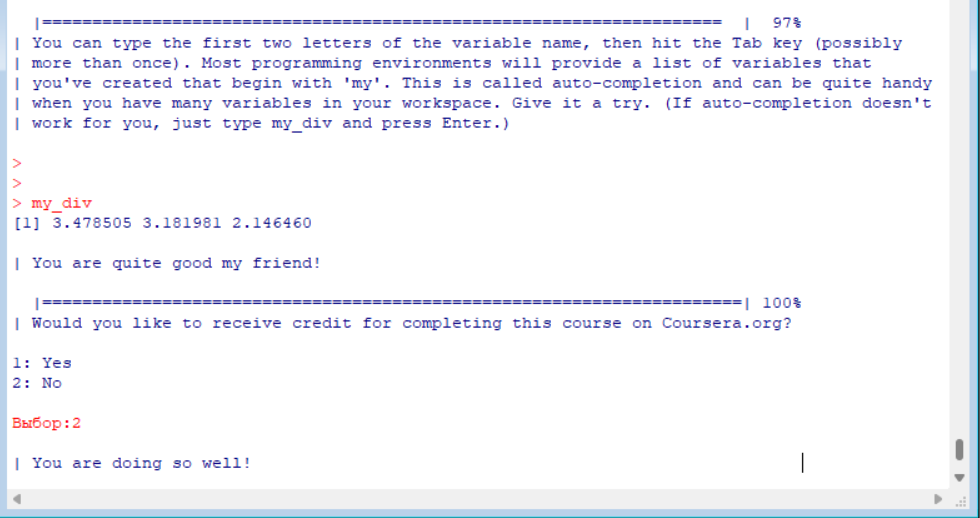 |==================================================================== | 97%
| You can type the first two letters of the variable name, then hit the Tab key (possibly
| more than once). Most programming environments will provide a list of variables that
| you've created that begin with 'my'. This is called auto-completion and can be quite handy
| when you have many variables in your workspace. Give it a try. (If auto-completion doesn't
| work for you, just type my_div and press Enter.)
>
>
> my_div
[1] 3.478505 3.181981 2.146460
| You are quite good my friend!
|======================================================================| 100%
| Would you like to receive credit for completing this course on Coursera.org?
1: Yes
2: No
Выбор:2
| You are doing so well!